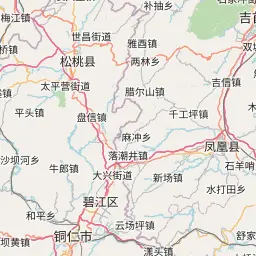 补抽乡
梅江镇
世昌街道
雅酉镇
吉首
桥镇
松桃县
两林乡
双塘
太平营街道
腊尔山镇
吉信镇
平头镇
盘信镇
千工坪镇
麻冲乡
凤凰县
沙坝河乡
落潮井镇
石羊哨
牛郎镇
大兴街道
新场镇
水打田乡
碧江区
和平乡
云场坪镇
坝黄镇
铜仁市
舒家
漾头镇